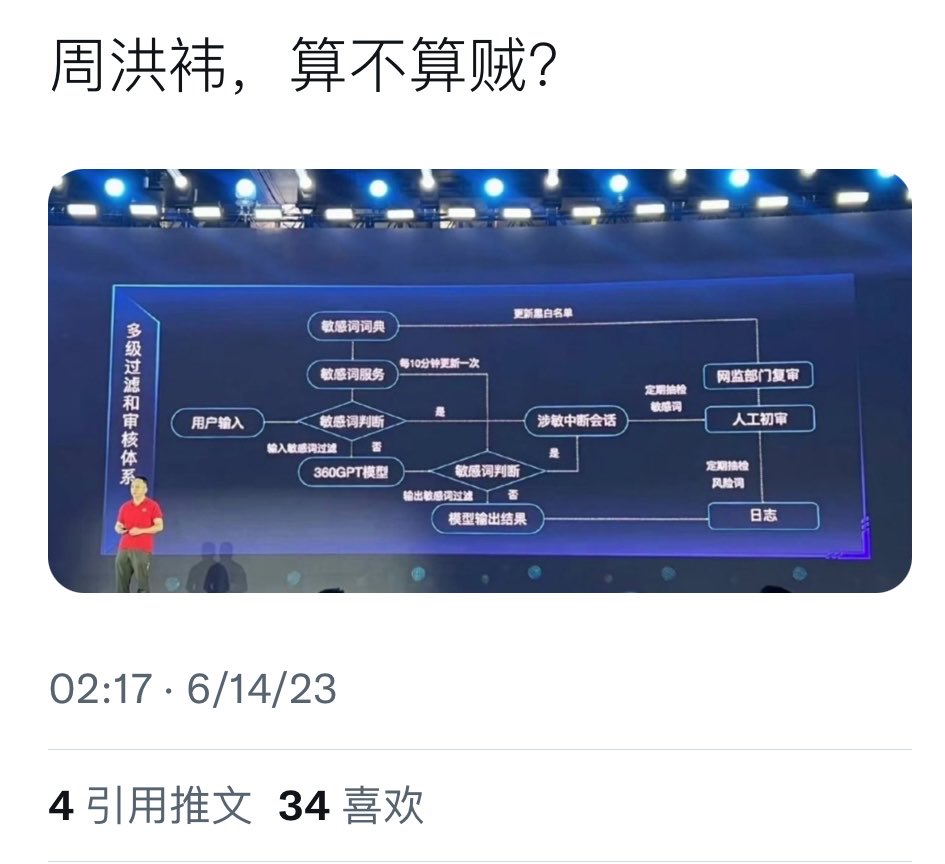 周洪祎，算不算贼？
多级过滤和审核体系
敏感词词典
更新黑白名单
敏感词服务
每10分钟更新一次
网监部门复审
定期抽检
敏感词
用户输入
敏感词判断
是
涉敏中断会话
人工初审
输入敏感词过滤
否
是
360GPT模型
敏感词判断
定期抽检
风险词
输出敏感词过滤
否
模型输出结果
日志
02:17 · 6/14/23
4 引用推文 34 喜欢